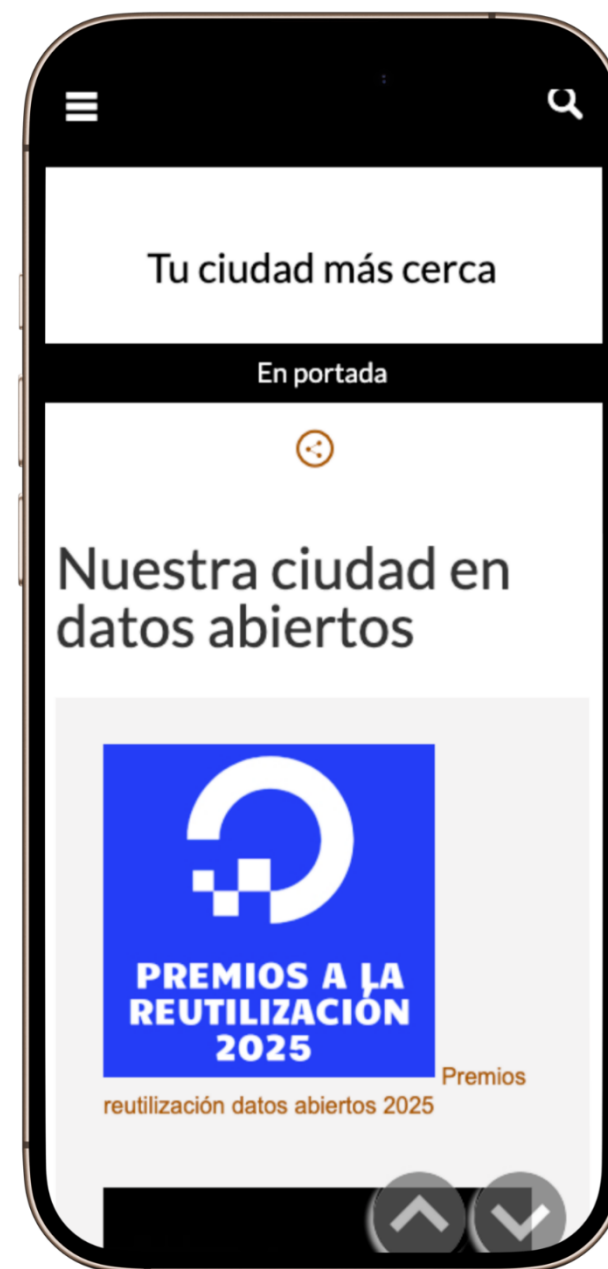 Tu ciudad más cerca
En portada
Nuestra ciudad en
datos abiertos
PREMIOS A LA
REUTILIZACIÓN
2025
Premios
reutilización datos abiertos 2025